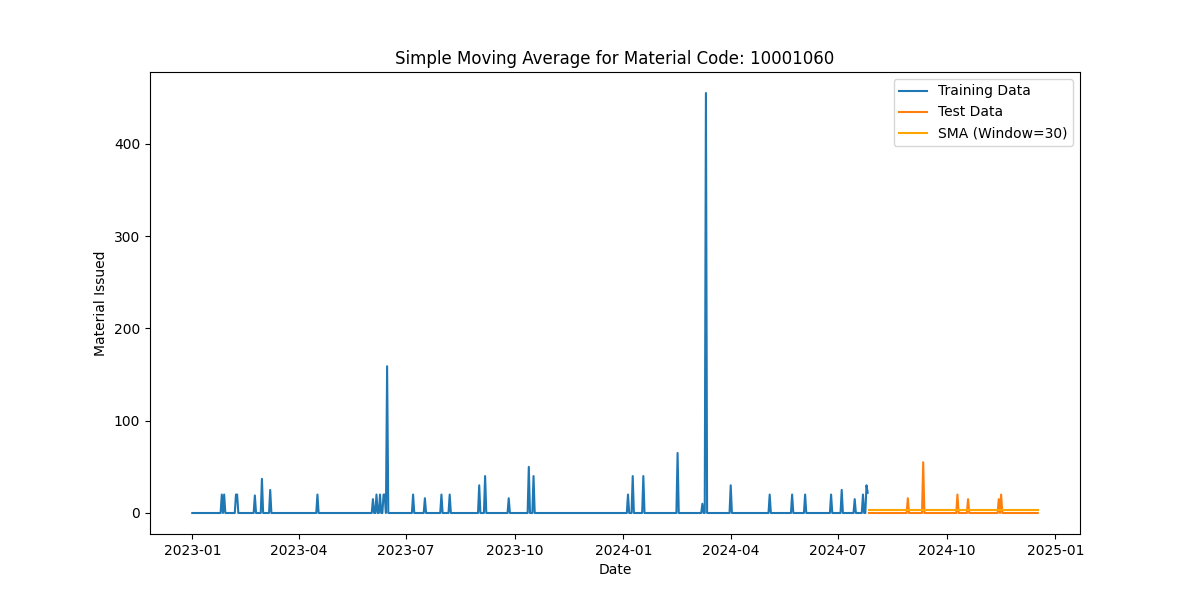 Simple Moving Average for Material Code: 10001060
Training Data
Test Data
SMA (Window=30)
Material Issued
400
300
200
100
0
2023-01 2023-04 2023-07 2023-10 2024-01 2024-04 2024-07 2024-10 2025-01
Date